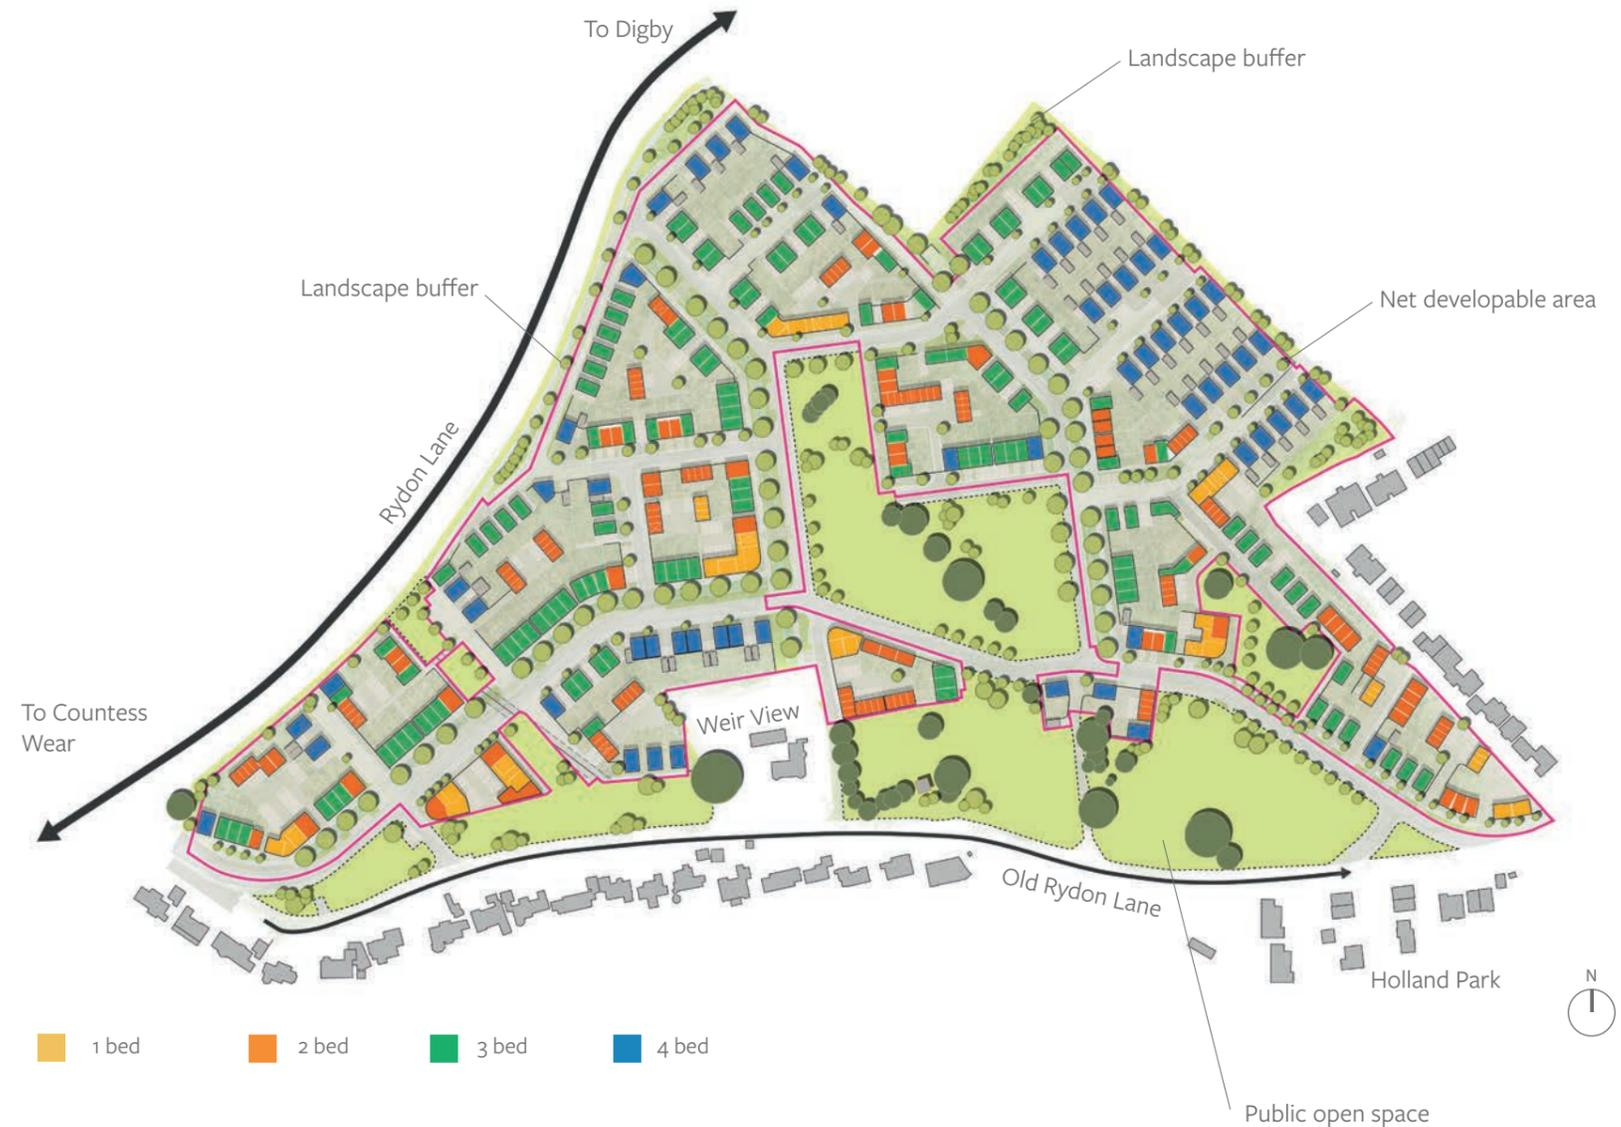 To Digby
Landscape buffer
Landscape buffer
Net developable area
Rydon Lane
To Countess
Wear
Weir View
Old Rydon Lane
Holland Park
N
1 bed
2 bed
3 bed
4 bed
Public open space